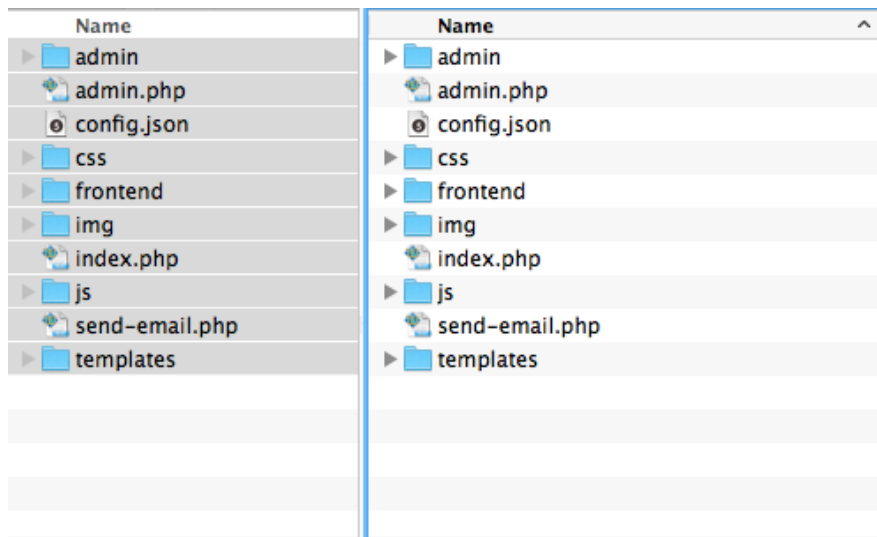 Name
admin
admin.php
config.json
css
frontend
img
index.php
js
send-email.php
templates
Name
admin
admin.php
config.json
css
frontend
img
index.php
js
send-email.php
templates